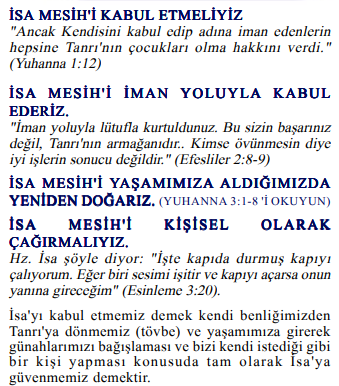 İSA MESİH'İ KABUL ETMELİYİZ
"Ancak Kendisini kabul edip adına iman edenlerin
hepsine Tanrı'nın çocukları olma hakkını verdi."
(Yuhanna 1:12)
İSA MESİH'İ İMAN YOLUYLA KABUL
EDERİZ.
"İman yoluyla lütufla kurtuldunuz. Bu sizin başarınız
değil, Tanrı'nın armağanıdır.. Kimse övünmesin diye
iyi işlerin sonucu değildir." (Efesliler 2:8-9)
İSA MESİH'İ YAŞAMIMIZA ALDIĞIMIZDA
YENİDEN DOĞARIZ. (YUHANNA 3:1-8 'İ OKUYUN)
İSA MESİH'İ KİŞİSEL OLARAK
ÇAĞIRMALIYIZ.
Hz. İsa şöyle diyor: "İşte kapıda durmuş kapıyı
çalıyorum. Eğer biri sesimi işitir ve kapıyı açarsa onun
yanına gireceğim" (Esinleme 3:20).
İsa'yı kabul etmemiz demek kendi benliğimizden
Tanrı'ya dönmemiz (tövbe) ve yaşamımıza girerek
günahlarımızı bağışlaması ve bizi kendi istediği gibi
bir kişi yapması konusuda tam olarak İsa'ya
güvenmemiz demektir.